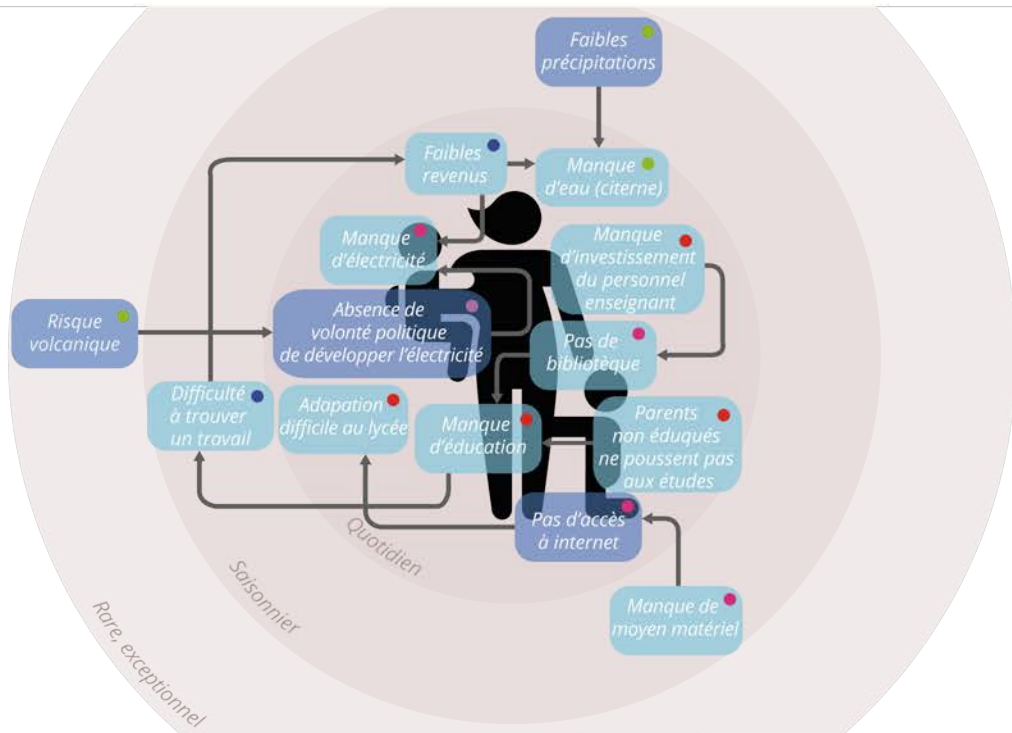 Faibles
précipitations
Faibles
revenus
Manque
d'eau (citerne)
Manque
d'électricité
Manque
d'investissement
du personnel
enseignant
Risque
volcanique
Absence de
volonté politique
de développer l'électricité
Pas de
bibliotèque
Difficulté
à trouver
un travail
Adapation
difficile au lycée
Manque
d'éducation
Parents
non éduqués
ne poussent pas
aux études
Pas d'accès
à internet
Manque de
moyen matériel
Quotidien
Saisonnier
Rare, exceptionnel